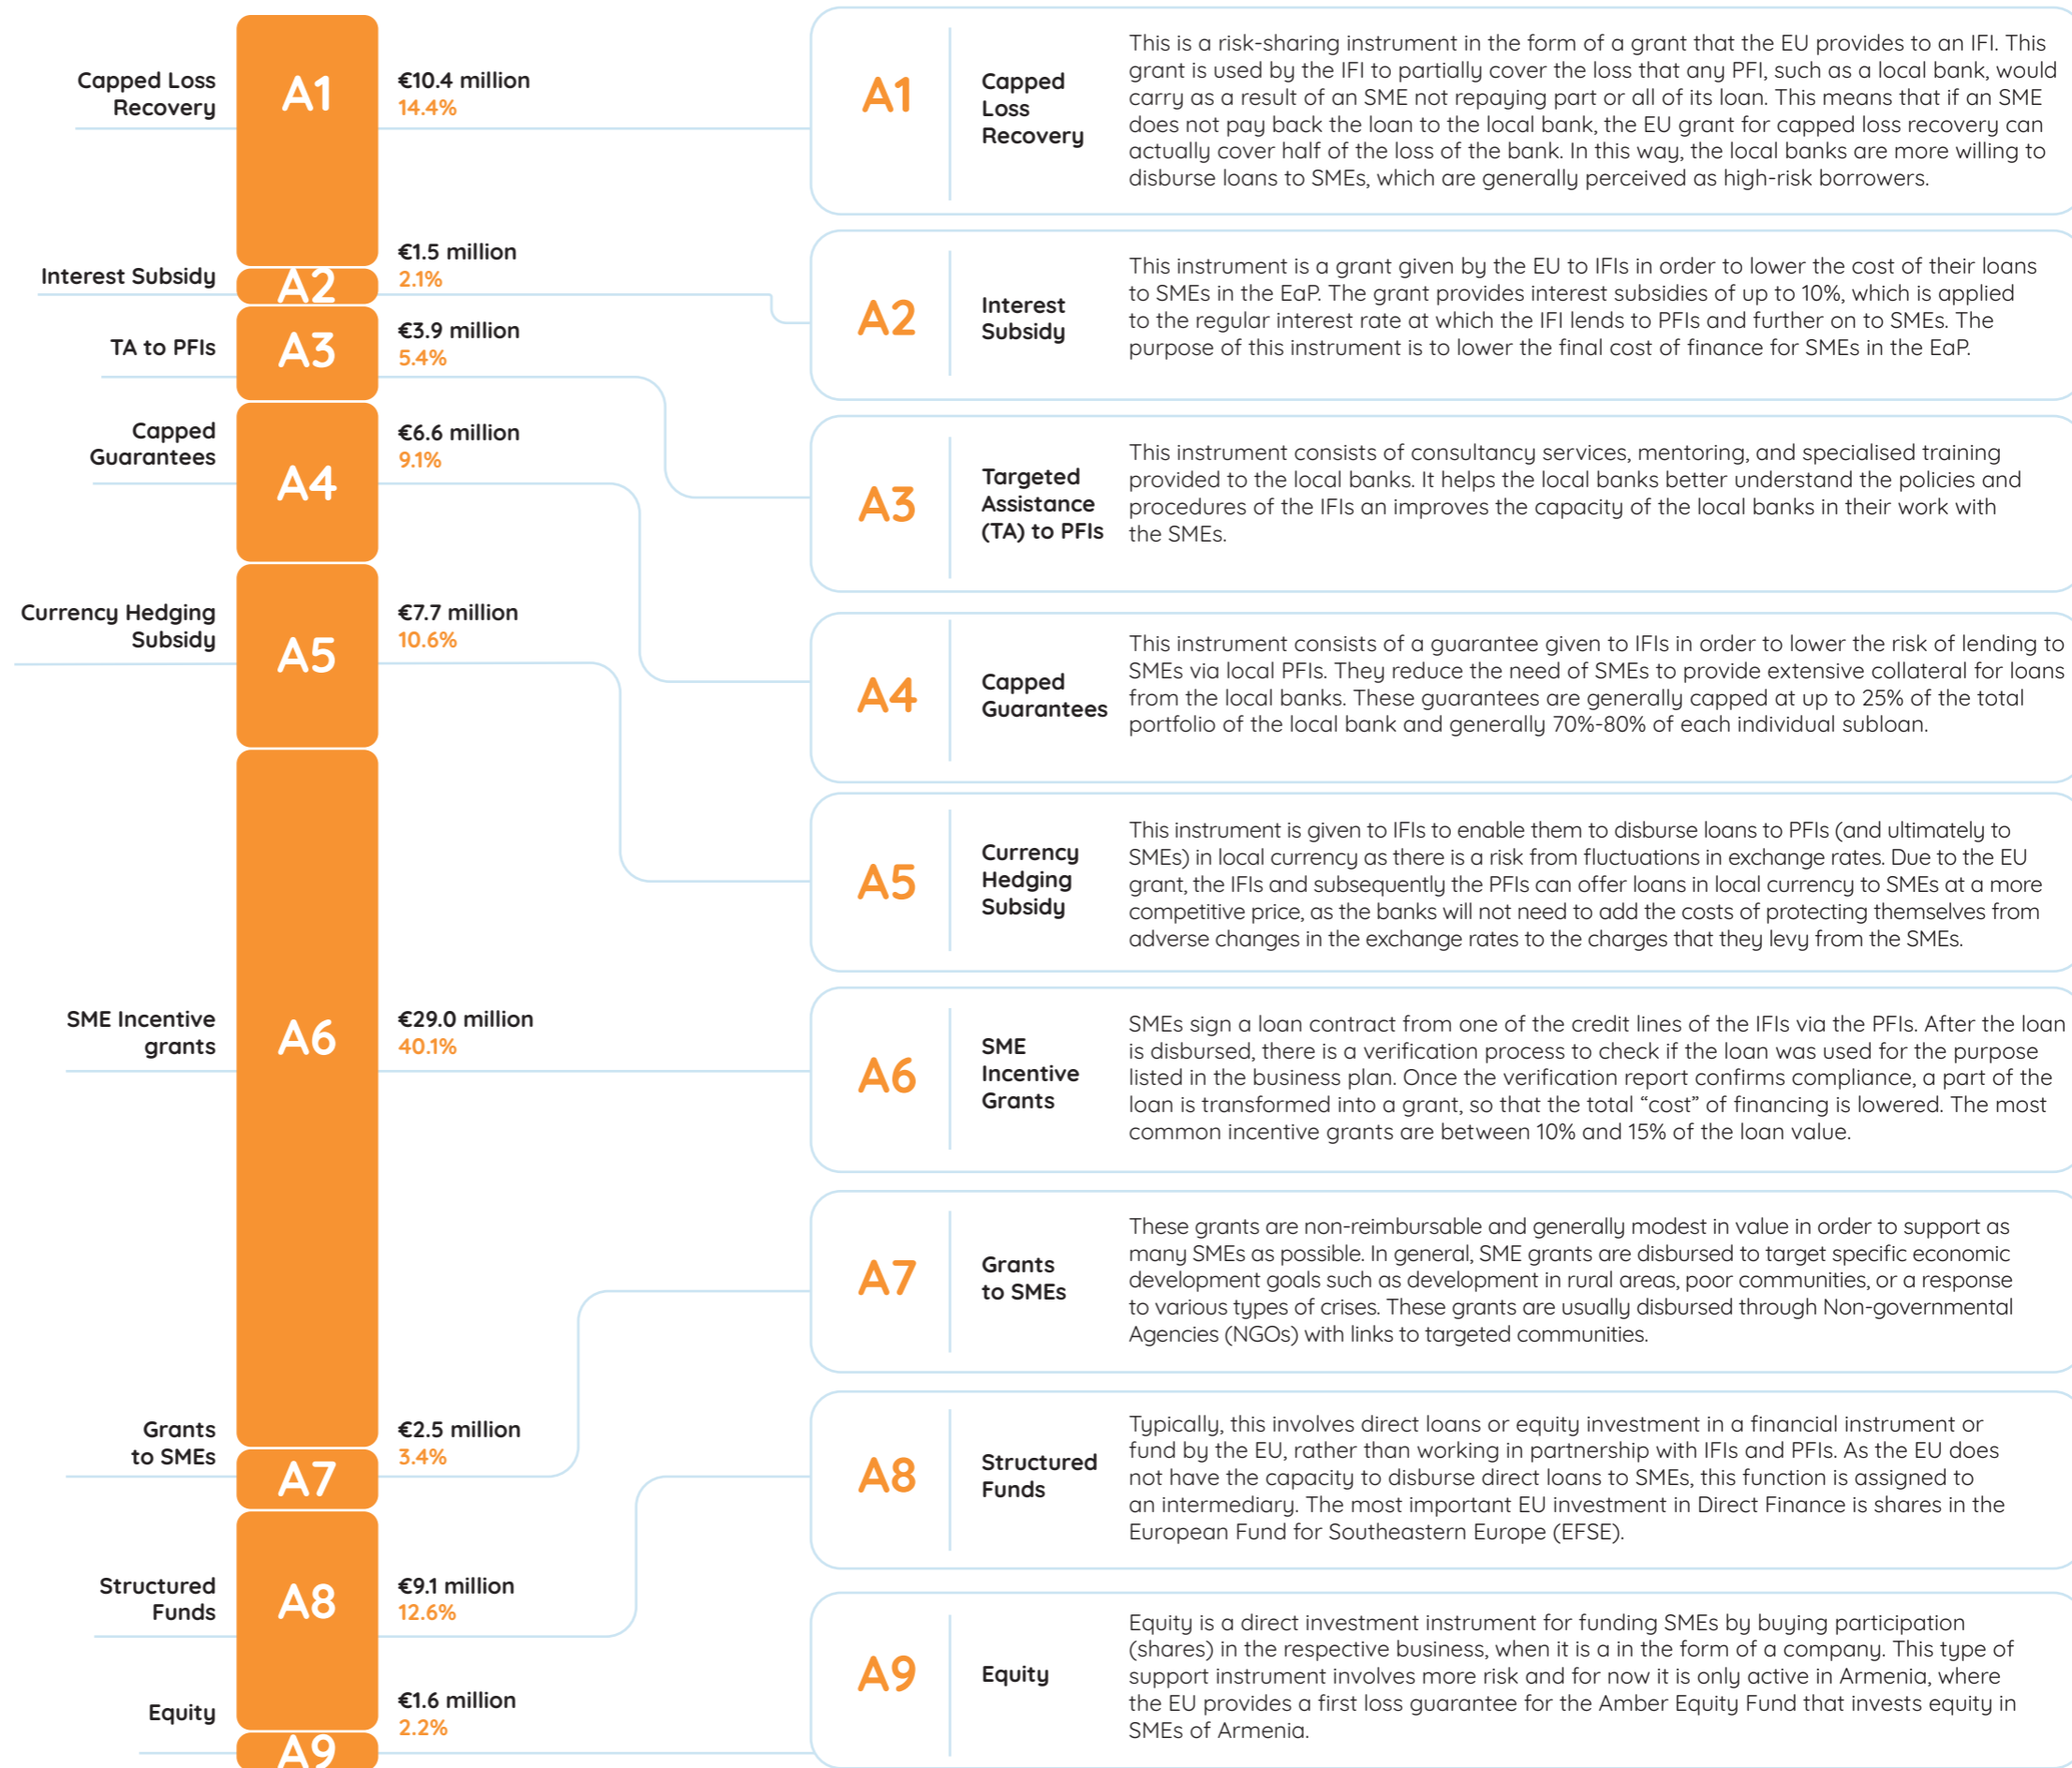 Capped Loss
Recovery
A1
€10.4 million
14.4%
Interest Subsidy
A2
€1.5 million
2.1%
TA to PFIs
A3
€3.9 million
5.4%
Capped
Guarantees
A4
€6.6 million
9.1%
Currency Hedging
Subsidy
A5
€7.7 million
10.6%
SME Incentive
grants
A6
€29.0 million
40.1%
Grants
to SMEs
A7
€2.5 million
3.4%
Structured
Funds
A8
€9.1 million
12.6%
Equity
A9
€1.6 million
2.2%
A1
Capped
Loss
Recovery
This is a risk-sharing instrument in the form of a grant that the EU provides to an IFI. This
grant is used by the IFI to partially cover the loss that any PFI, such as a local bank, would
carry as a result of an SME not repaying part or all of its loan. This means that if an SME
does not pay back the loan to the local bank, the EU grant for capped loss recovery can
actually cover half of the loss of the bank. In this way, the local banks are more willing to
disburse loans to SMEs, which are generally perceived as high-risk borrowers.
A2
Interest
Subsidy
This instrument is a grant given by the EU to IFIs in order to lower the cost of their loans
to SMEs in the EaP. The grant provides interest subsidies of up to 10%, which is applied
to the regular interest rate at which the IFI lends to PFIs and further on to SMEs. The
purpose of this instrument is to lower the final cost of finance for SMEs in the EaP.
A3
Targeted
Assistance
(TA) to PFIs
This instrument consists of consultancy services, mentoring, and specialised training
provided to the local banks. It helps the local banks better understand the policies and
procedures of the IFIs an improves the capacity of the local banks in their work with
the SMEs.
A4
Capped
Guarantees
This instrument consists of a guarantee given to IFIs in order to lower the risk of lending to
SMEs via local PFIs. They reduce the need of SMEs to provide extensive collateral for loans
from the local banks. These guarantees are generally capped at up to 25% of the total
portfolio of the local bank and generally 70%-80% of each individual subloan.
A5
Currency
Hedging
Subsidy
This instrument is given to IFIs to enable them to disburse loans to PFIs (and ultimately to
SMEs) in local currency as there is a risk from fluctuations in exchange rates. Due to the EU
grant, the IFIs and subsequently the PFIs can offer loans in local currency to SMEs at a more
competitive price, as the banks will not need to add the costs of protecting themselves from
adverse changes in the exchange rates to the charges that they levy from the SMEs.
A6
SME
Incentive
Grants
SMEs sign a loan contract from one of the credit lines of the IFIs via the PFIs. After the loan
is disbursed, there is a verification process to check if the loan was used for the purpose
listed in the business plan. Once the verification report confirms compliance, a part of the
loan is transformed into a grant, so that the total “cost” of financing is lowered. The most
common incentive grants are between 10% and 15% of the loan value.
A7
Grants
to SMEs
These grants are non-reimbursable and generally modest in value in order to support as
many SMEs as possible. In general, SME grants are disbursed to target specific economic
development goals such as development in rural areas, poor communities, or a response
to various types of crises. These grants are usually disbursed through Non-governmental
Agencies (NGOs) with links to targeted communities.
A8
Structured
Funds
Typically, this involves direct loans or equity investment in a financial instrument or
fund by the EU, rather than working in partnership with IFIs and PFIs. As the EU does
not have the capacity to disburse direct loans to SMEs, this function is assigned to
an intermediary. The most important EU investment in Direct Finance is shares in the
European Fund for Southeastern Europe (EFSE).
A9
Equity
Equity is a direct investment instrument for funding SMEs by buying participation
(shares) in the respective business, when it is a in the form of a company. This type of
support instrument involves more risk and for now it is only active in Armenia, where
the EU provides a first loss guarantee for the Amber Equity Fund that invests equity in
SMEs of Armenia.